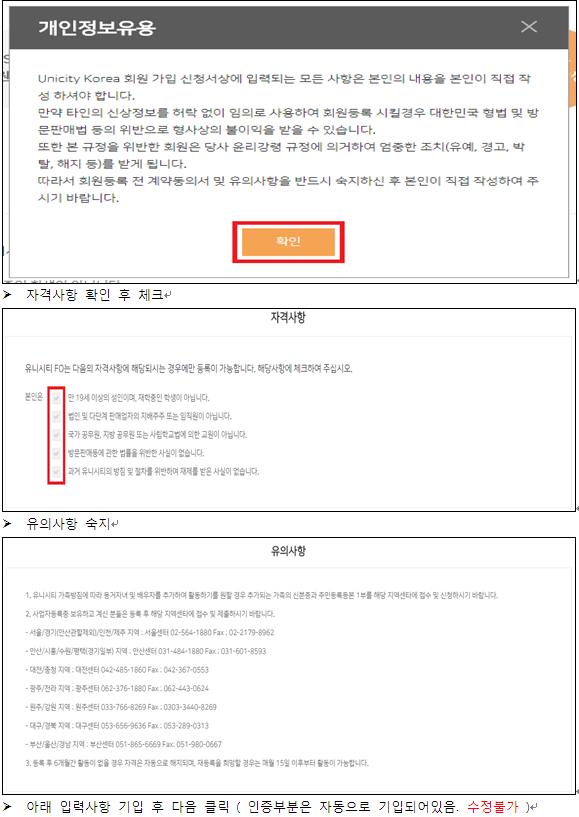 개인정보유용
Unicity Korea 회원 가입 신청서상에 입력되는 모든 사항은 본인의 내용을 본인이 직접 작
성 하셔야 합니다.
만약 타인의 신상정보를 허락 없이 임의로 사용하여 회원등록 시킬경우 대한민국 형법 및 방
문판매법 등의 위반으로 형사상의 불이익을 받을 수 있습니다.
또한 본 규정을 위반한 회원은 당사 윤리강령 규정에 의거하여 엄중한 조치(유예, 경고, 박
탈, 해지 등)를 받게 됩니다.
따라서 회원등록 전 계약동의서 및 유의사항을 반드시 숙지하신 후 본인이 직접 작성하여 주
시기 바랍니다.
확인
➢ 자격사항 확인 후 체크↵
자격사항
유니시티 FO는 다음의 자격사항에 해당되시는 경우에만 등록이 가능합니다. 해당사항에 체크하여 주십시오.
본인은 만 19세 이상의 성인이며, 재학중인 학생이 아닙니다.
법인 및 다단계 판매업자의 지배주주 또는 임직원이 아닙니다.
국가 공무원, 지방 공무원 또는 사립학교법에 의한 교원이 아닙니다.
방문판매등에 관한 법률을 위반한 사실이 없습니다.
과거 유니시티의 방침 및 절차를 위반하여 제재를 받은 사실이 없습니다.
➢ 유의사항 숙지↵
유의사항
1. 유니시티 가족방침에 따라 동거자녀 및 배우자를 추가하여 활동하기를 원할 경우 추가되는 가족의 신분증과 주민등록등본 1부를 해당 지역센타에 접수 및 신청하시기 바랍니다.
2. 사업자등록증 보유하고 계신 분들은 등록 후 해당 지역센타에 접수 및 제출하시기 바랍니다.
- 서울/경기(안산관할제외)/인천/제주 지역 : 서울센타 02-564-1880 Fax : 02-2179-8962
- 안산/시흥/수원/평택(경기일부) 지역 : 안산센타 031-484-1880 Fax : 031-601-8593
- 대전/충청 지역 : 대전센타 042-485-1860 Fax : 042-367-0553
- 광주/전라 지역 : 광주센타 062-376-1880 Fax : 062-443-0624
- 원주/강원 지역 : 원주센타 033-766-8269 Fax : 0303-3440-8269
- 대구/경북 지역 : 대구센타 053-656-9636 Fax : 053-289-0313
- 부산/울산/경남 지역 : 부산센타 051-865-6669 Fax: 051-980-0667
3. 등록 후 6개월간 활동이 없을 경우 자격은 자동으로 해지되며, 재등록을 희망할 경우는 매월 15일 이후부터 활동이 가능합니다.
➢ 아래 입력사항 기입 후 다음 클릭 ( 인증부분은 자동으로 기입되어있음. 수정불가 )↵